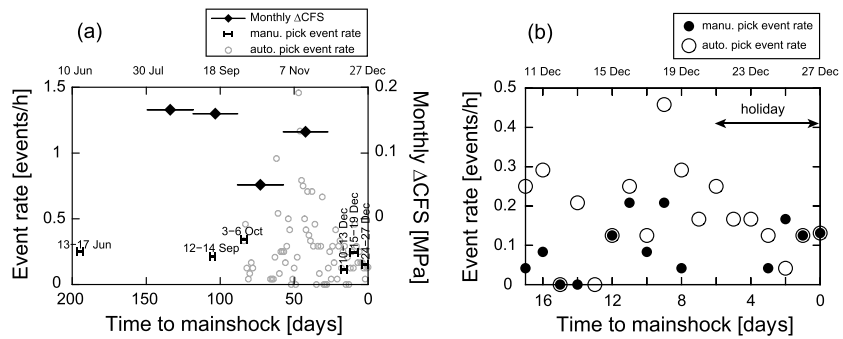 (a)
Monthly ΔCFS
manu. pick event rate
auto. pick event rate
10 Jun 30 Jul 18 Sep 7 Nov 27 Dec
Event rate [events/h]
1.5
1
0.5
0
Monthly ΔCFS [MPa]
0.2
0.1
0
-0.1
13−17 Jun
12−14 Sep
3−6 Oct
10−13 Dec
15−19 Dec
24−27 Dec
200 150 100 50 0
Time to mainshock [days]
(b)
manu. pick event rate
auto. pick event rate
11 Dec 15 Dec 19 Dec 23 Dec 27 Dec
Event rate [events/h]
0.5
0.4
0.3
0.2
0.1
0
holiday
16 12 8 4 0
Time to mainshock [days]